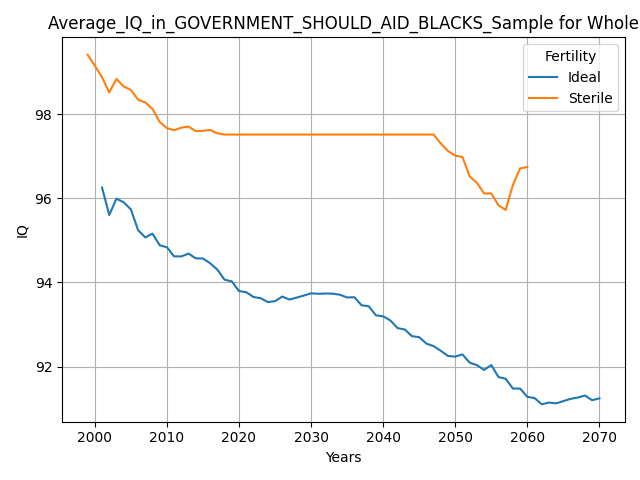 Average_IQ_in_GOVERNMENT_SHOULD_AID_BLACKS_Sample for Whole
Fertility
Ideal
Sterile
98
96
94
92
IQ
2000 2010 2020 2030 2040 2050 2060 2070
Years